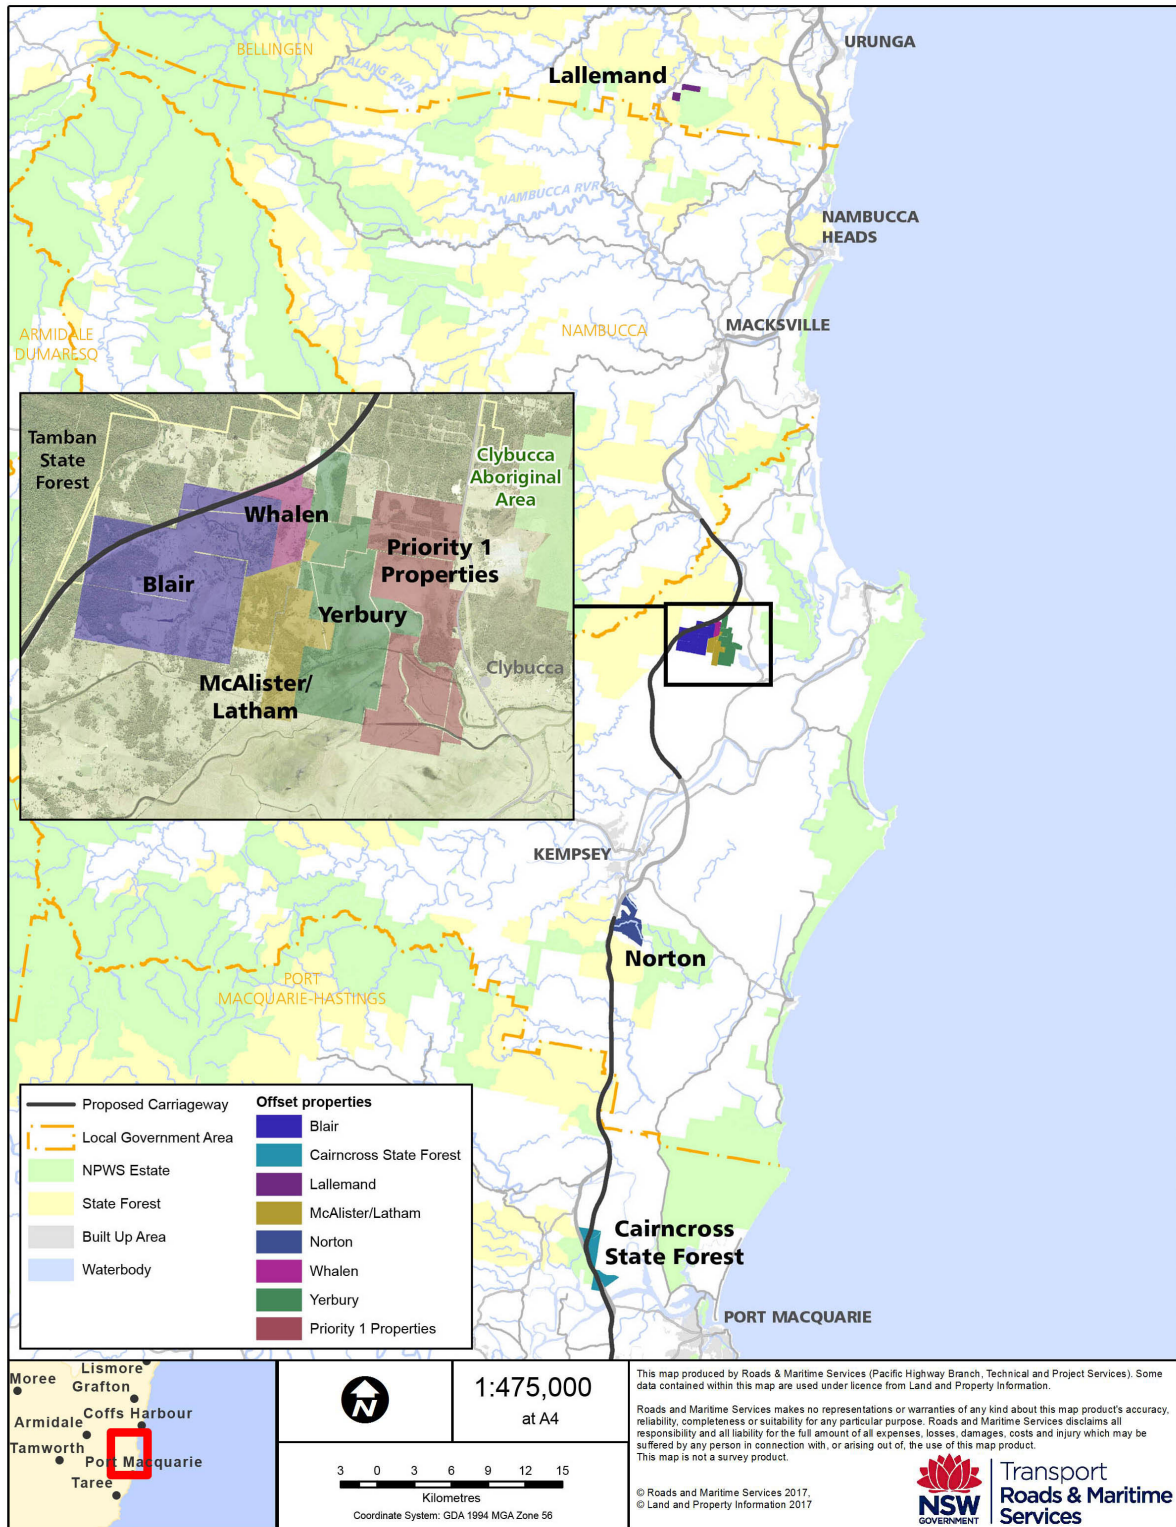 BELLINGEN
KALANG RVR
Lallemand
URUNGA
NAMBUCCA RVR
NAMBUCCA
HEADS
ARMIDALE
DUMARESQ
NAMBUCCA
MACKSVILLE
Tamban
State
Forest
Clybucca
Aboriginal
Area
Whalen
Priority 1
Properties
Blair
Yerbury
McAlister/
Latham
Clybucca
KEMPSEY
Norton
PORT
MACQUARIE-HASTINGS
Cairncross
State Forest
PORT MACQUARIE
Proposed Carriageway
Local Government Area
NPWS Estate
State Forest
Built Up Area
Waterbody
Offset properties
Blair
Cairncross State Forest
Lallemand
McAlister/Latham
Norton
Whalen
Yerbury
Priority 1 Properties
Lismore
Moree
Grafton
Coffs Harbour
Armidale
Tamworth
Port Macquarie
Taree
N
1:475,000
at A4
3 0 3 6 9 12 15
Kilometres
Coordinate System: GDA 1994 MGA Zone 56
This map produced by Roads & Maritime Services (Pacific Highway Branch, Technical and Project Services). Some
data contained within this map are used under licence from Land and Property Information.
Roads and Maritime Services makes no representations or warranties of any kind about this map product's accuracy,
reliability, completeness or suitability for any particular purpose. Roads and Maritime Services disclaims all
responsibility and all liability for the full amount of all expenses, losses, damages, costs and injury which may be
suffered by any person in connection with, or arising out of, the use of this map product.
This map is not a survey product.
© Roads and Maritime Services 2017,
© Land and Property Information 2017
NSW
GOVERNMENT
Transport
Roads & Maritime
Services